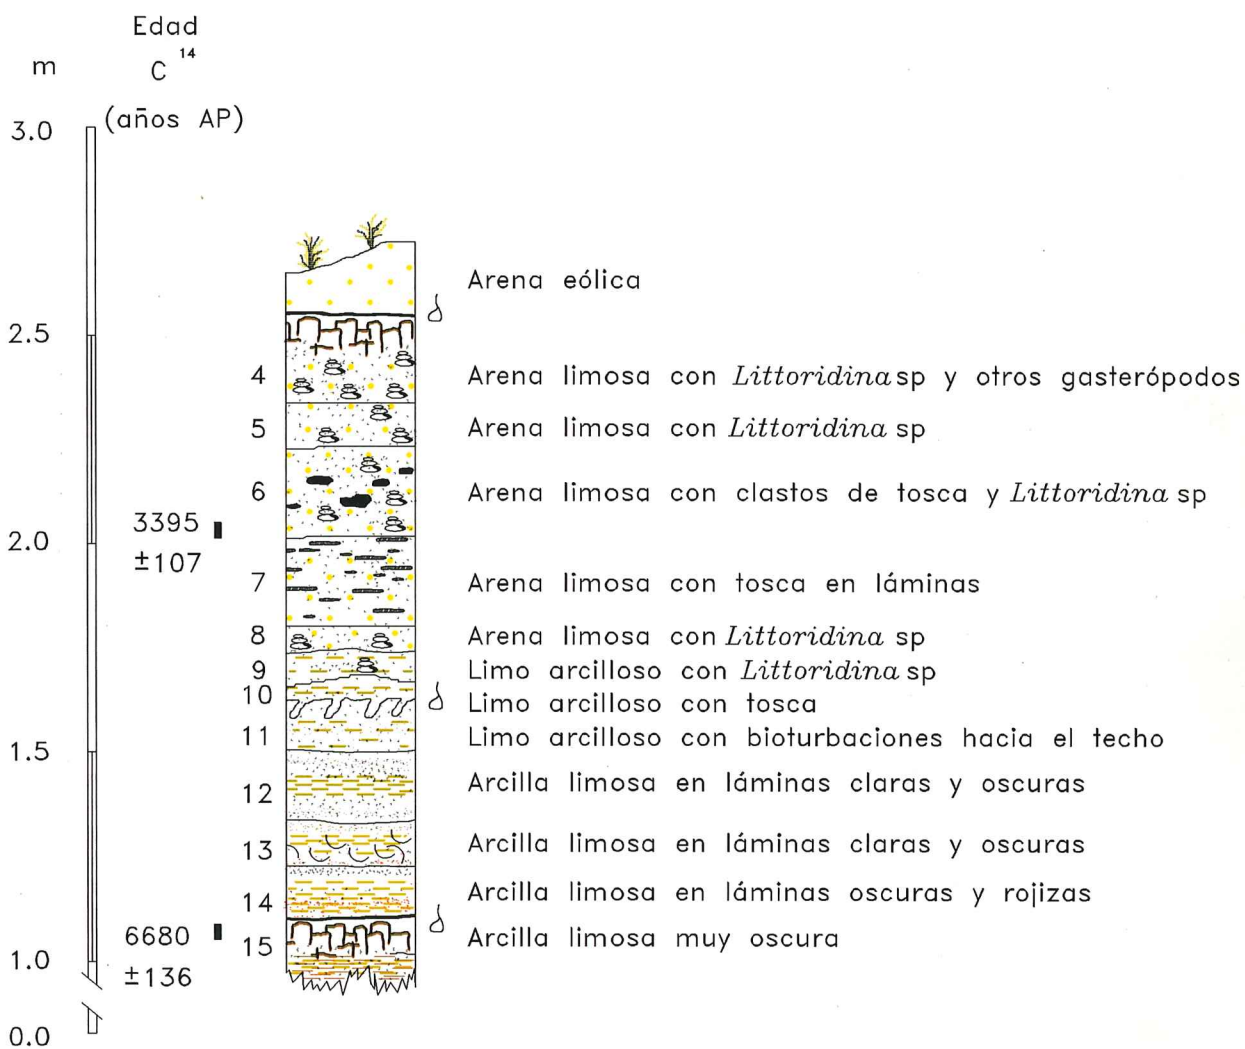 Edad
m
C 14
(años AP)
3.0
Arena eólica
2.5
4 Arena limosa con Littoridina sp y otros gasterópodos
5 Arena limosa con Littoridina sp
6 Arena limosa con clastos de tosca y Littoridina sp
3395
2.0
±107
7 Arena limosa con tosca en láminas
8 Arena limosa con Littoridina sp
9 Limo arcilloso con Littoridina sp
10 Limo arcilloso con tosca
11 Limo arcilloso con bioturbaciones hacia el techo
1.5
12 Arcilla limosa en láminas claras y oscuras
13 Arcilla limosa en láminas claras y oscuras
14 Arcilla limosa en láminas oscuras y rojizas
6680
15 Arcilla limosa muy oscura
1.0
±136
0.0